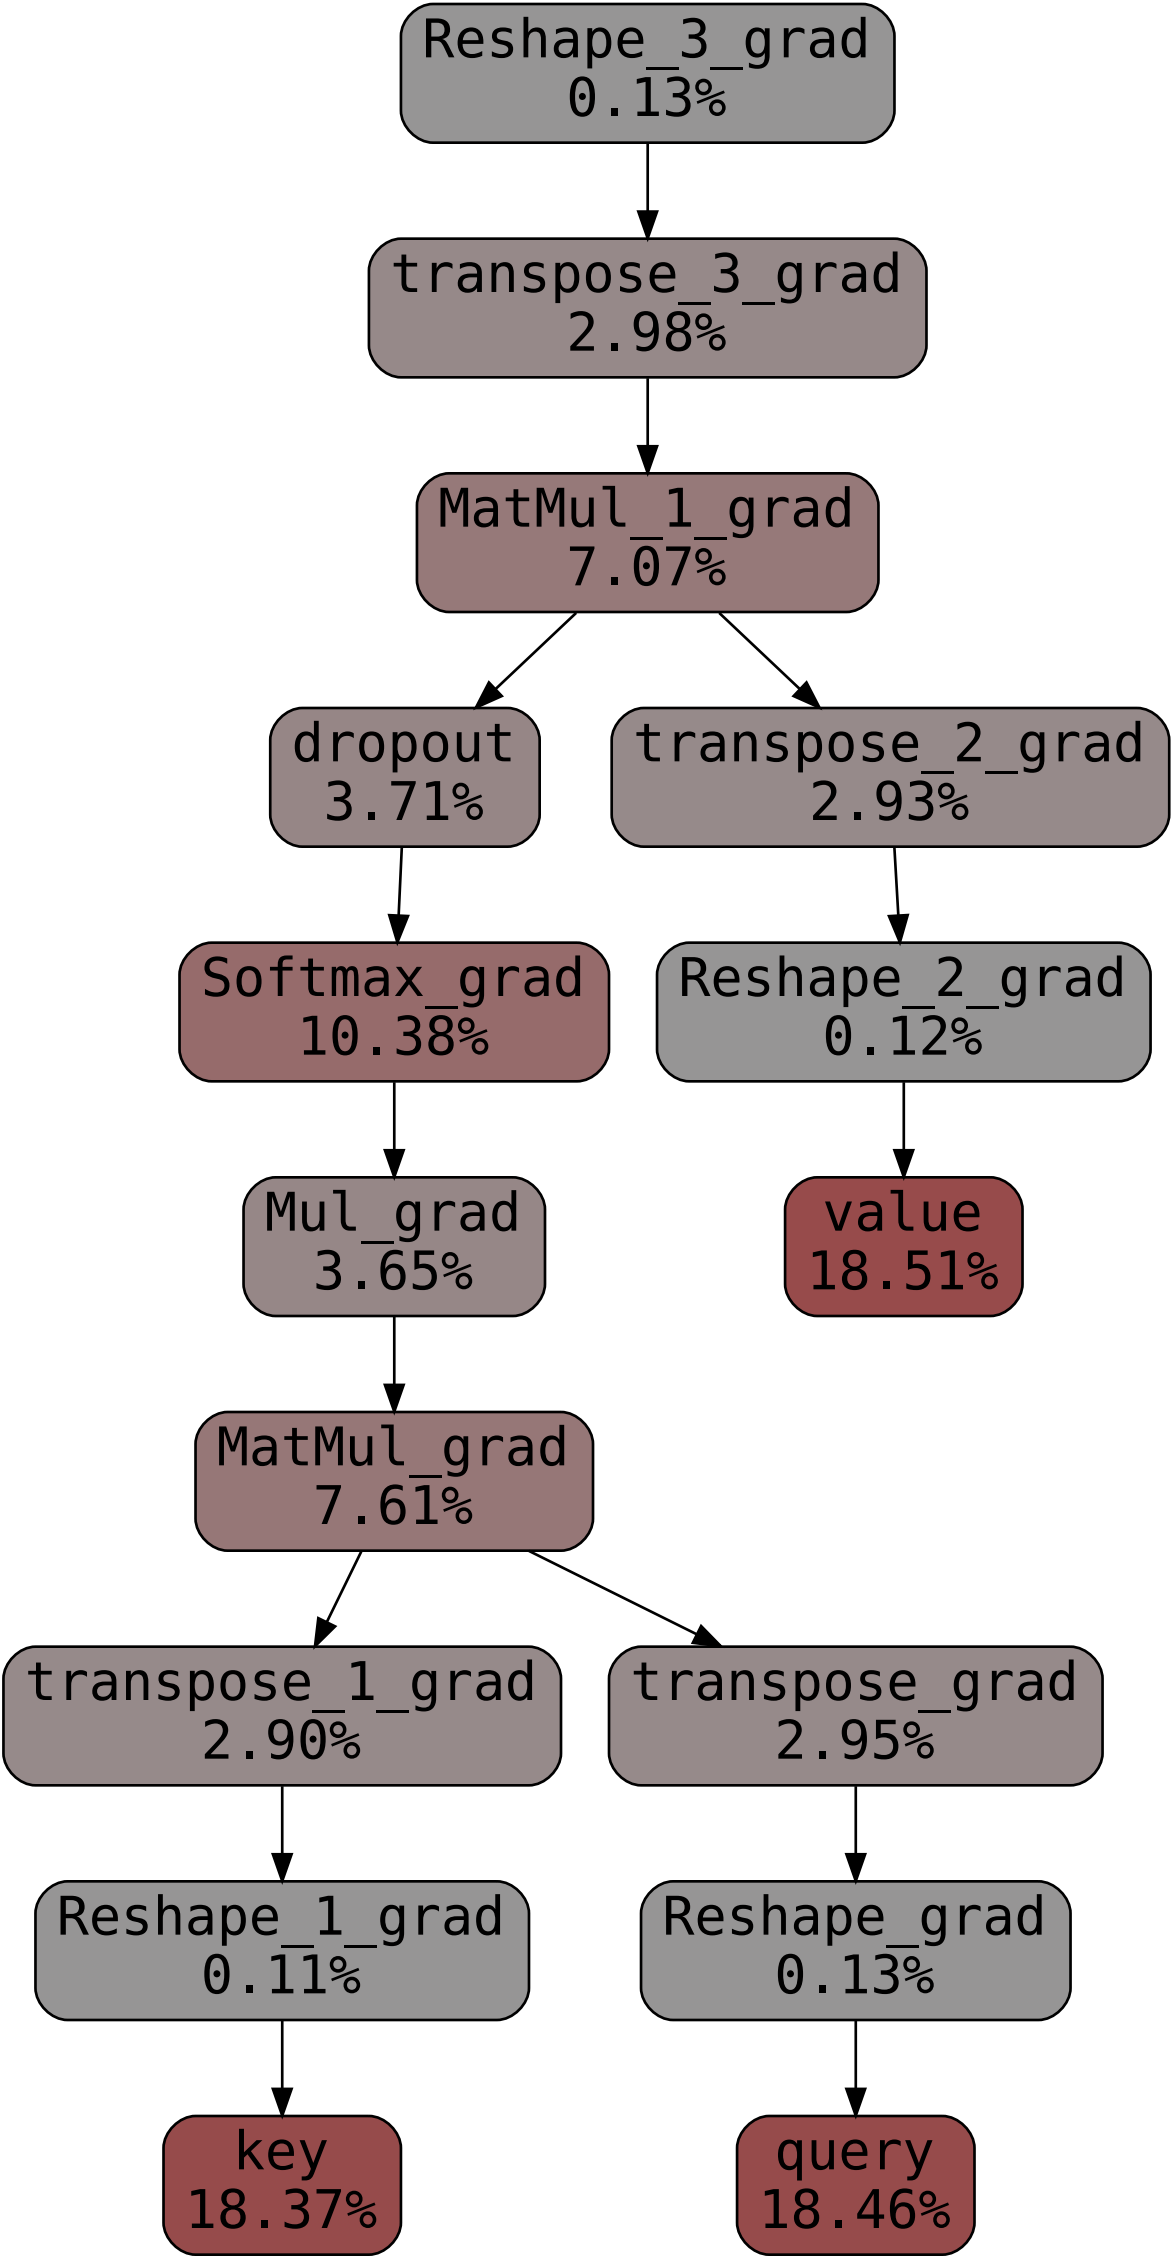 Reshape_3_grad
0.13%
transpose_3_grad
2.98%
MatMul_1_grad
7.07%
dropout
3.71%
transpose_2_grad
2.93%
Softmax_grad
10.38%
Reshape_2_grad
0.12%
Mul_grad
3.65%
value
18.51%
MatMul_grad
7.61%
transpose_1_grad
2.90%
transpose_grad
2.95%
Reshape_1_grad
0.11%
Reshape_grad
0.13%
key
18.37%
query
18.46%